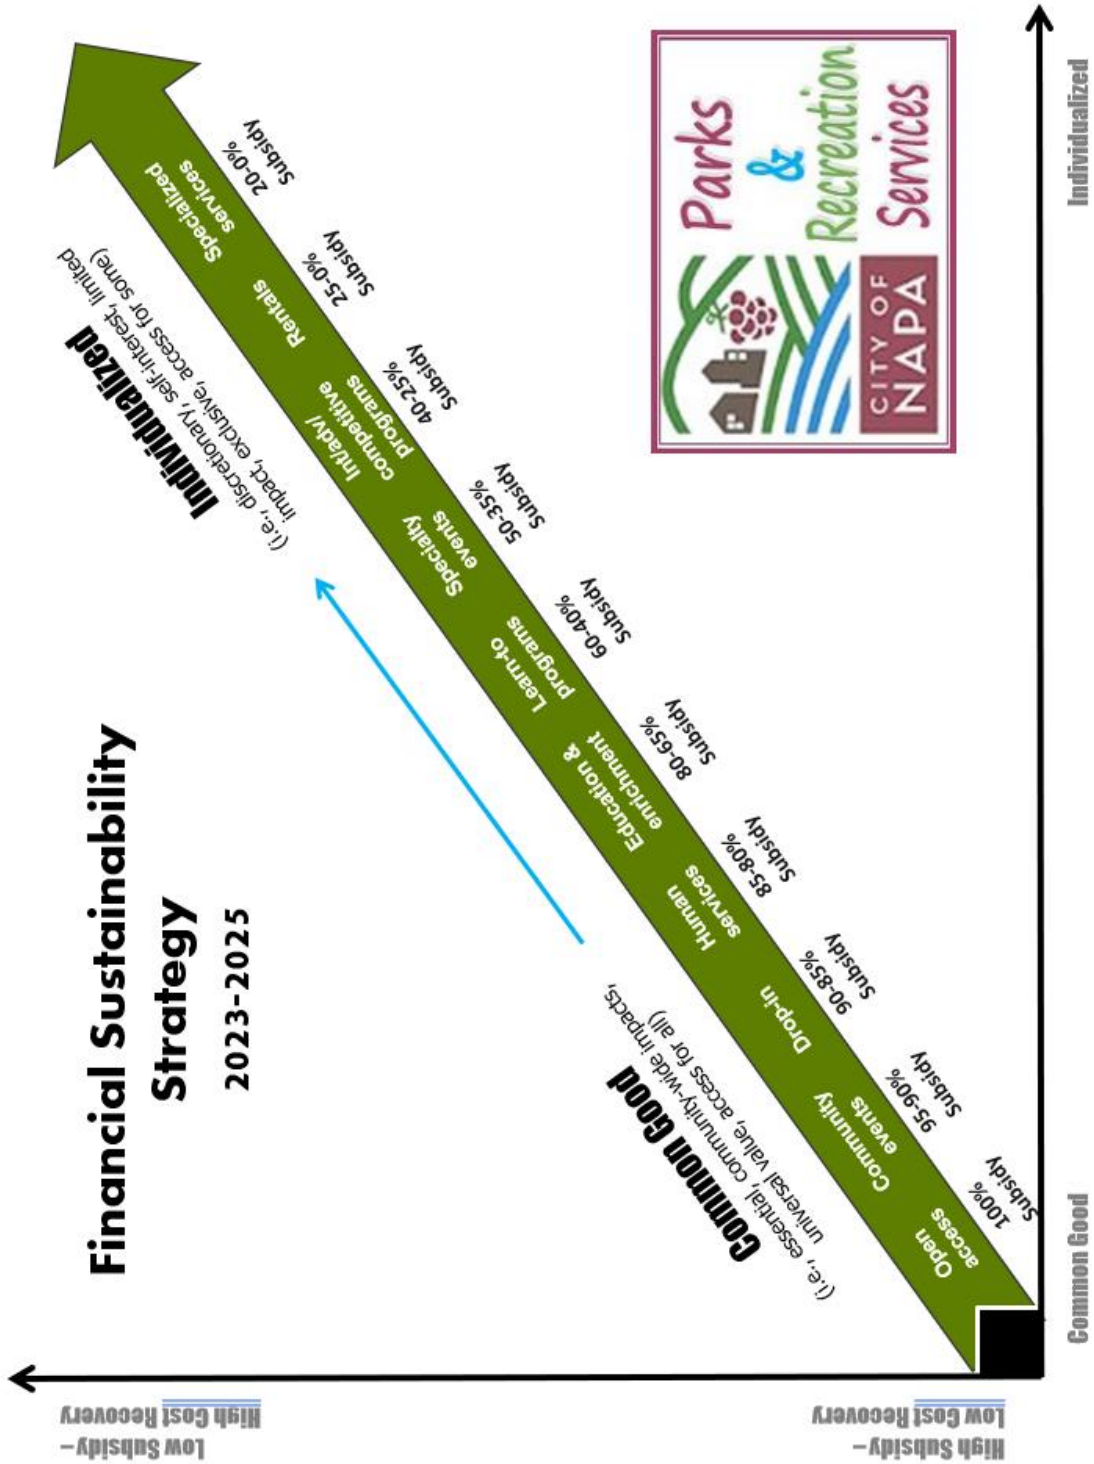 Financial Sustainability
Strategy
2023-2025
Low Subsidy –
High Cost Recovery
High Subsidy –
Low Cost Recovery
Common Good
Individualized
Common Good
(i.e., essential, community-wide impacts,
universal value, access for all)
Individualized
(i.e., discretionary, self-interest, limited
impact, exclusive, access for some)
Open
access
Community
events
Drop-in
Human
services
Education &
enrichment
Learn-to
programs
Specialty
events
Int/adv/
competitive
programs
Rentals
Specialized
services
100%
Subsidy
95-90%
Subsidy
90-85%
Subsidy
85-80%
Subsidy
80-65%
Subsidy
60-40%
Subsidy
50-35%
Subsidy
40-25%
Subsidy
25-0%
Subsidy
20-0%
Subsidy
CITY OF
NAPA
Parks
&
Recreation
Services